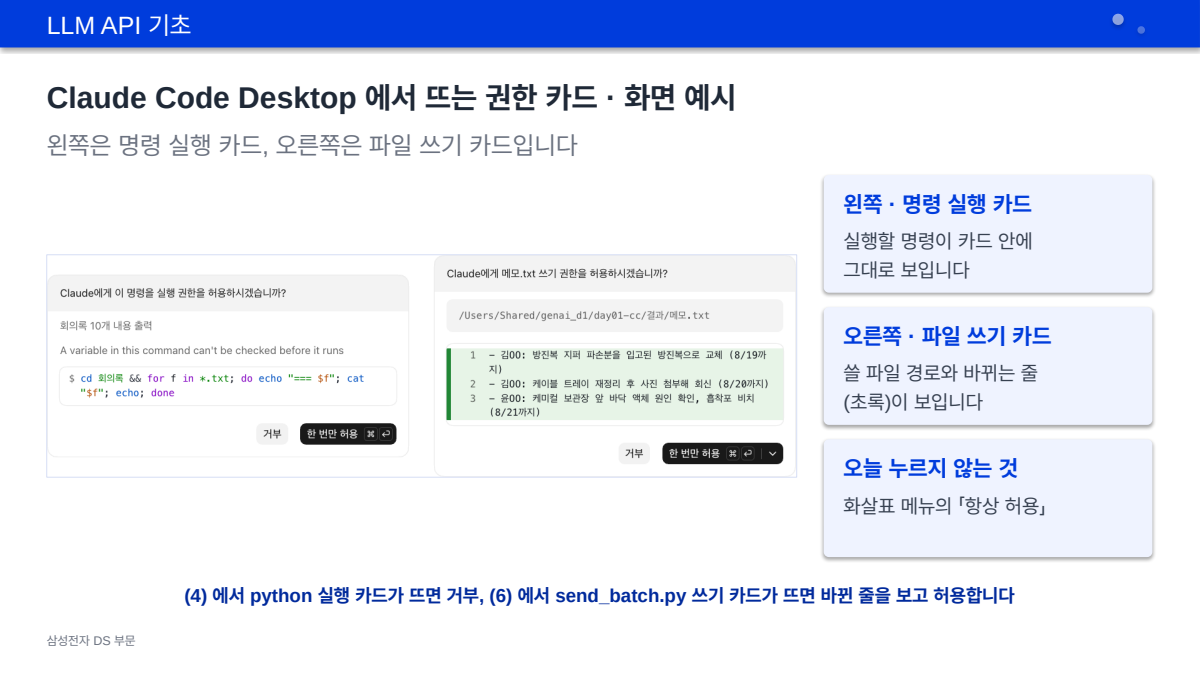 LLM API 기초
Claude Code Desktop 에서 뜨는 권한 카드 · 화면 예시
왼쪽은 명령 실행 카드, 오른쪽은 파일 쓰기 카드입니다
Claude에게 이 명령을 실행 권한을 허용하시겠습니까?
회의록 10개 내용 출력
A variable in this command can't be checked before it runs
$ cd 회의록 && for f in *.txt; do echo "=== $f"; cat
"$f"; echo; done
거부
한 번만 허용 ⌘ ↵
Claude에게 메모.txt 쓰기 권한을 허용하시겠습니까?
/Users/Shared/genai_d1/day01-cc/결과/메모.txt
1 – 김OO: 방진복 지퍼 파손분을 입고된 방진복으로 교체 (8/19까
지)
2 – 김OO: 케이블 트레이 재정리 후 사진 첨부해 회신 (8/20까지)
3 – 윤OO: 케미컬 보관장 앞 바닥 액체 원인 확인, 흡착포 비치
(8/21까지)
거부
한 번만 허용 ⌘ ↵
왼쪽 · 명령 실행 카드
실행할 명령이 카드 안에
그대로 보입니다
오른쪽 · 파일 쓰기 카드
쓸 파일 경로와 바뀌는 줄
(초록)이 보입니다
오늘 누르지 않는 것
화살표 메뉴의 「항상 허용」
(4) 에서 python 실행 카드가 뜨면 거부, (6) 에서 send_batch.py 쓰기 카드가 뜨면 바뀐 줄을 보고 허용합니다
삼성전자 DS 부문